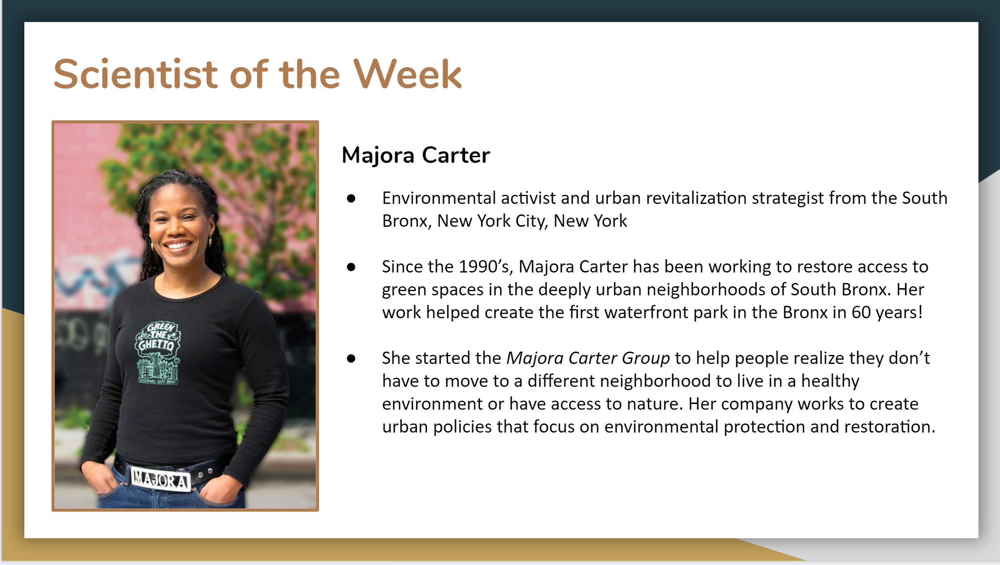 Scientist of the Week
Majora Carter
● Environmental activist and urban revitalization strategist from the South
Bronx, New York City, New York
● Since the 1990’s, Majora Carter has been working to restore access to
green spaces in the deeply urban neighborhoods of South Bronx. Her
work helped create the first waterfront park in the Bronx in 60 years!
● She started the Majora Carter Group to help people realize they don’t
have to move to a different neighborhood to live in a healthy
environment or have access to nature. Her company works to create
urban policies that focus on environmental protection and restoration.
GREEN
THE
GHETTO
SUSTAINABLE SOUTH BRONX
MAJORA